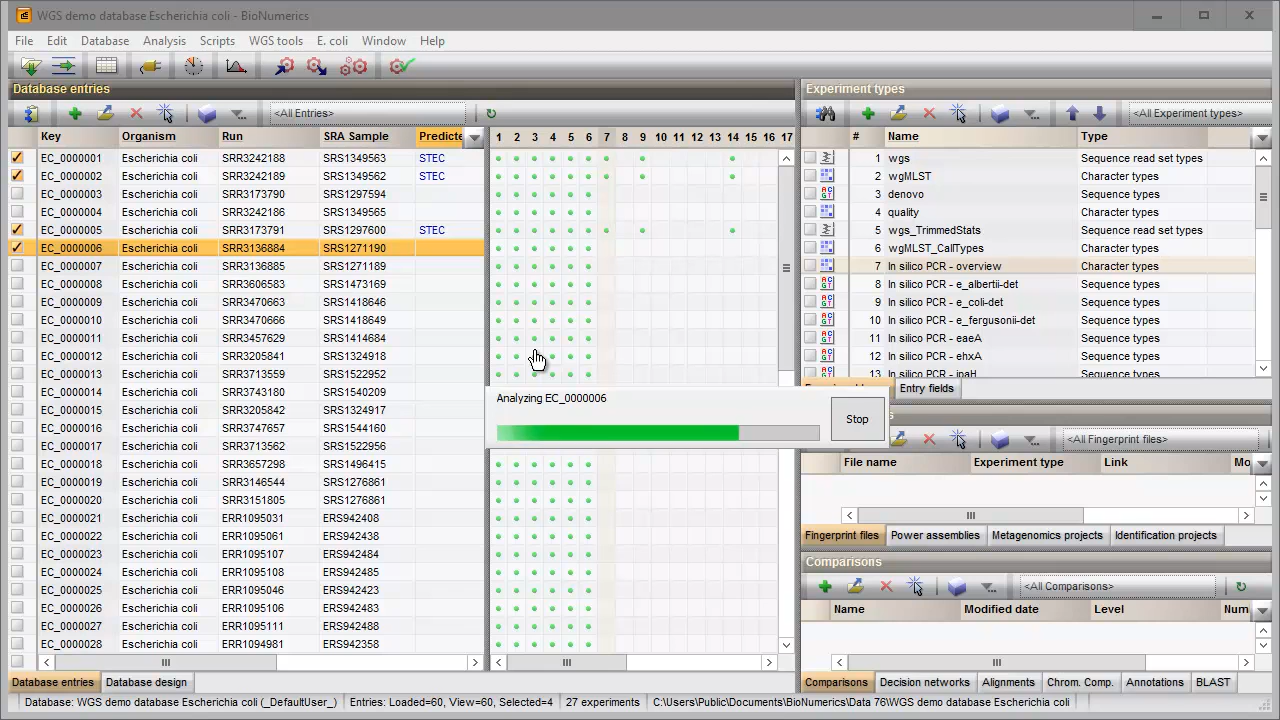 WGS demo database Escherichia coli - BioNumerics
File Edit Database Analysis Scripts WGS tools E. coli Window Help
Database entries
<All Entries>
Key Organism Run SRA Sample Predicte 1 2 3 4 5 6 7 8 9 10 11 12 13 14 15 16 17
EC_0000001 Escherichia coli SRR3242188 SRS1349563 STEC
EC_0000002 Escherichia coli SRR3242189 SRS1349562 STEC
EC_0000003 Escherichia coli SRR3173790 SRS1297594
EC_0000004 Escherichia coli SRR3242186 SRS1349565
EC_0000005 Escherichia coli SRR3173791 SRS1297600 STEC
EC_0000006 Escherichia coli SRR3136884 SRS1271190
EC_0000007 Escherichia coli SRR3136885 SRS1271189
EC_0000008 Escherichia coli SRR3606583 SRS1473169
EC_0000009 Escherichia coli SRR3470663 SRS1418646
EC_0000010 Escherichia coli SRR3470666 SRS1418649
EC_0000011 Escherichia coli SRR3457629 SRS1414684
EC_0000012 Escherichia coli SRR3205841 SRS1324918
EC_0000013 Escherichia coli SRR3713559 SRS1522952
EC_0000014 Escherichia coli SRR3743180 SRS1540209
EC_0000015 Escherichia coli SRR3205842 SRS1324917
EC_0000016 Escherichia coli SRR3747657 SRS1544160
EC_0000017 Escherichia coli SRR3713562 SRS1522956
EC_0000018 Escherichia coli SRR3657298 SRS1496415
EC_0000019 Escherichia coli SRR3146544 SRS1276861
EC_0000020 Escherichia coli SRR3151805 SRS1276861
EC_0000021 Escherichia coli ERR1095031 ERS942408
EC_0000022 Escherichia coli ERR1095061 ERS942438
EC_0000023 Escherichia coli ERR1095107 ERS942484
EC_0000024 Escherichia coli ERR1095108 ERS942485
EC_0000025 Escherichia coli ERR1095046 ERS942423
EC_0000026 Escherichia coli ERR1095106 ERS942483
EC_0000027 Escherichia coli ERR1095111 ERS942488
EC_0000028 Escherichia coli ERR1094981 ERS942358
Database entries Database design
Analyzing EC_0000006
Stop
Experiment types
<All Experiment types>
# Name Type
1 wgs Sequence read set types
2 wgMLST Character types
3 denovo Sequence types
4 quality Character types
5 wgs_TrimmedStats Sequence types
6 wgMLST_CallTypes Character types
7 In silico PCR - overview Character types
8 In silico PCR - e_albertii-det Sequence types
9 In silico PCR - e_coli-det Sequence types
10 In silico PCR - e_fergusonii-det Sequence types
11 In silico PCR - eaeA Sequence types
12 In silico PCR - ehxA Sequence types
13 In silico PCR - ipaH Sequence types
Entry fields
<All Fingerprint files>
File name Experiment type Link Mo
Fingerprint files Power assemblies Metagenomics projects Identification projects
Comparisons
<All Comparisons>
Name Modified date Level Num
Comparisons Decision networks Alignments Chrom. Comp. Annotations BLAST
Database: WGS demo database Escherichia coli (_DefaultUser_) Entries: Loaded=60, View=60, Selected=4 27 experiments C:\Users\Public\Documents\BioNumerics\Data 76\WGS demo database Escherichia coli